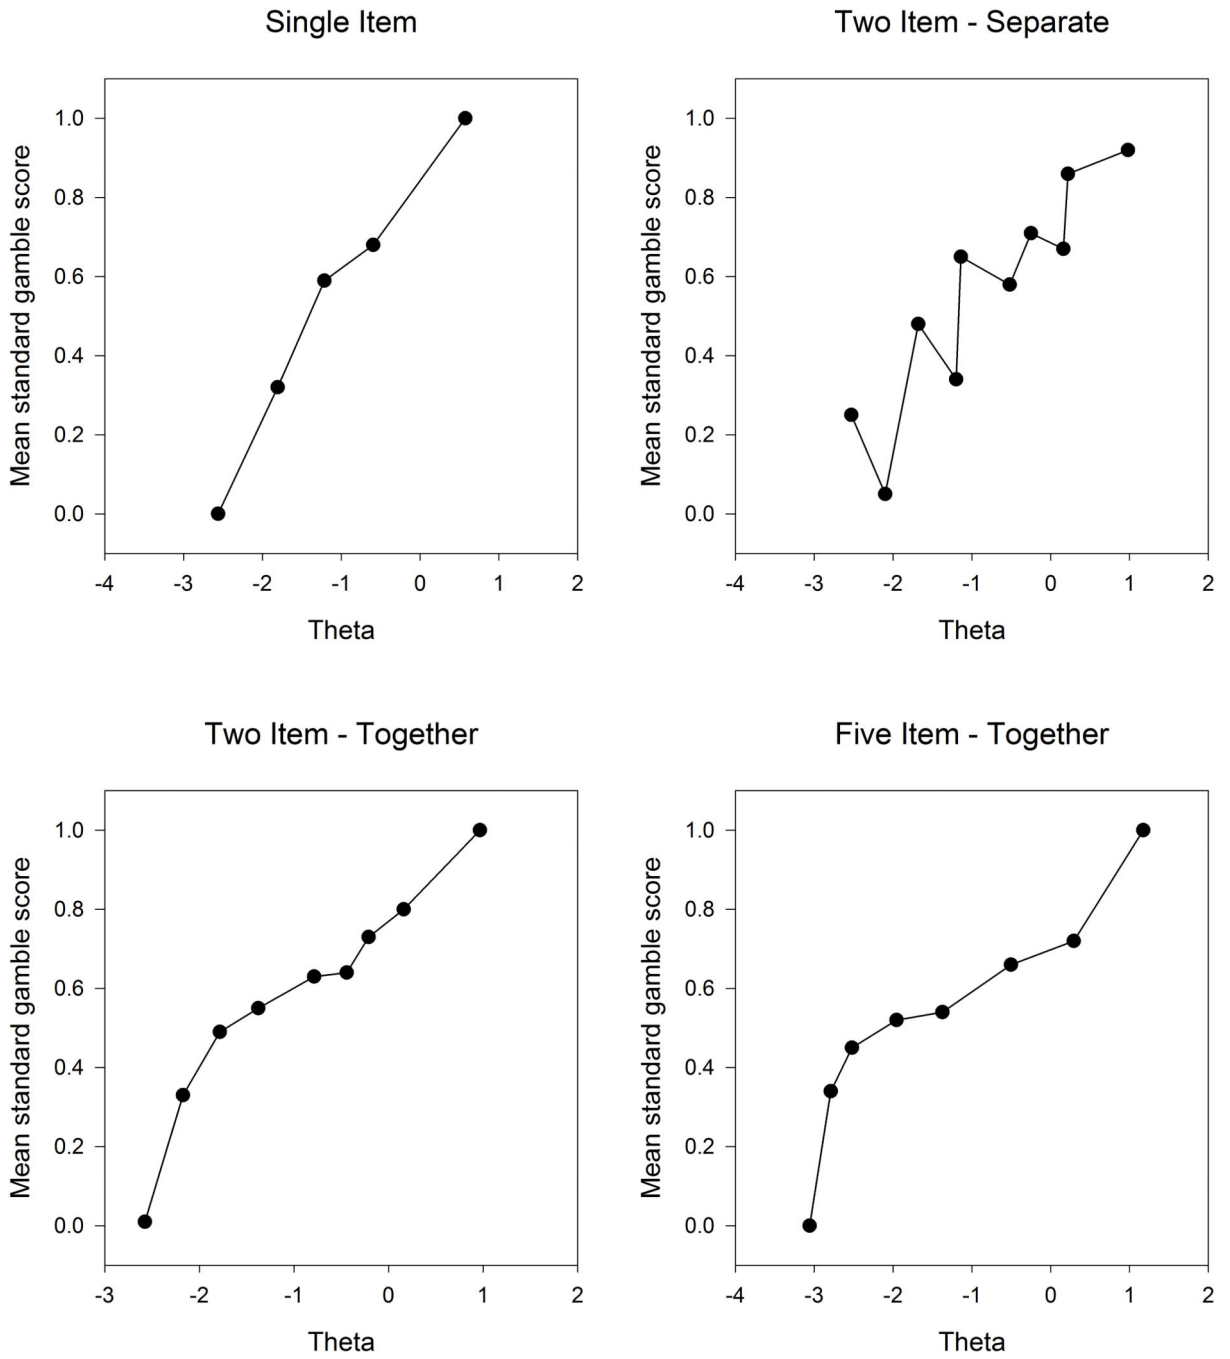 Single Item
Mean standard gamble score
1.0
0.8
0.6
0.4
0.2
0.0
-4 -3 -2 -1 0 1 2
Theta
Two Item - Separate
Mean standard gamble score
1.0
0.8
0.6
0.4
0.2
0.0
-4 -3 -2 -1 0 1 2
Theta
Two Item - Together
Mean standard gamble score
1.0
0.8
0.6
0.4
0.2
0.0
-3 -2 -1 0 1 2
Theta
Five Item - Together
Mean standard gamble score
1.0
0.8
0.6
0.4
0.2
0.0
-4 -3 -2 -1 0 1 2
Theta